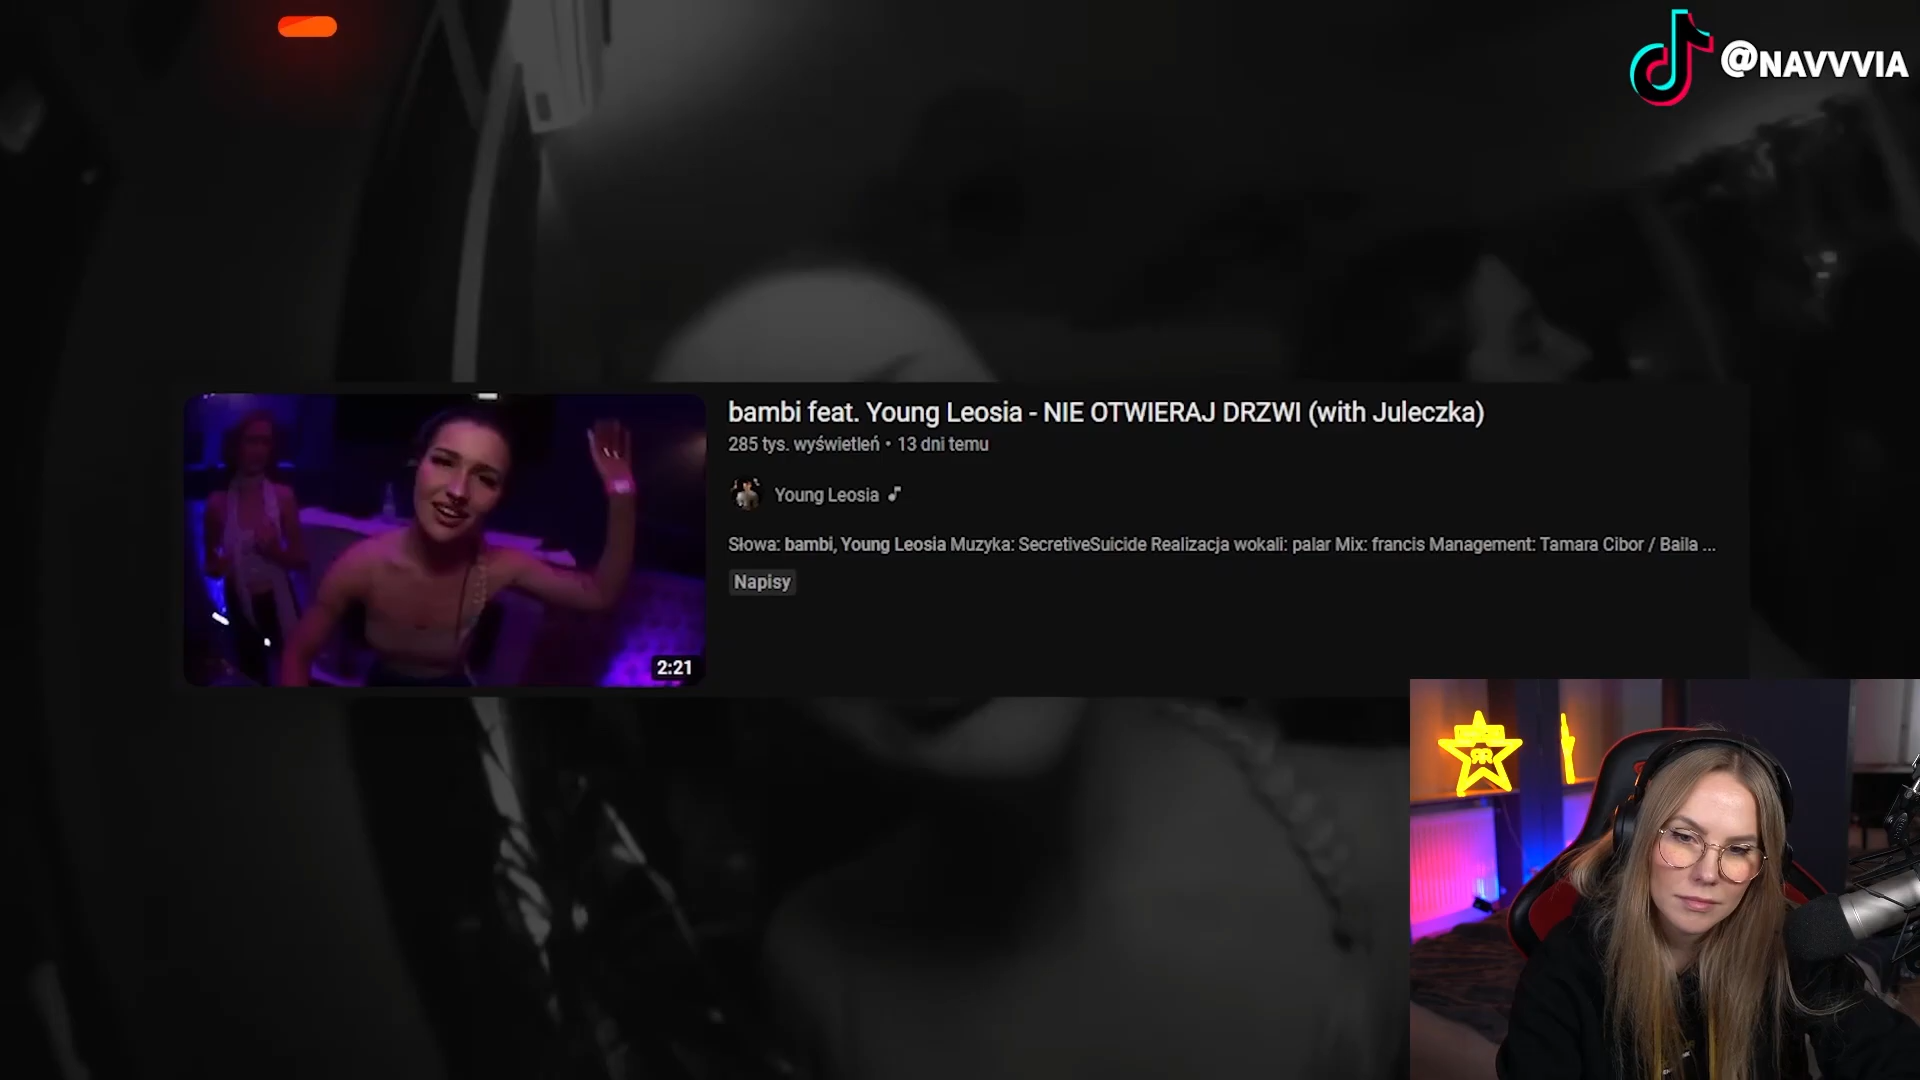 @NAVVVIA
bambi feat. Young Leosia - NIE OTWIERAJ DRZWI (with Juleczka)
285 tys. wyświetleń • 13 dni temu
Young Leosia
Słowa: bambi, Young Leosia Muzyka: SecretiveSuicide Realizacja wokali: palar Mix: francis Management: Tamara Cibor / Baila ...
Napisy
2:21